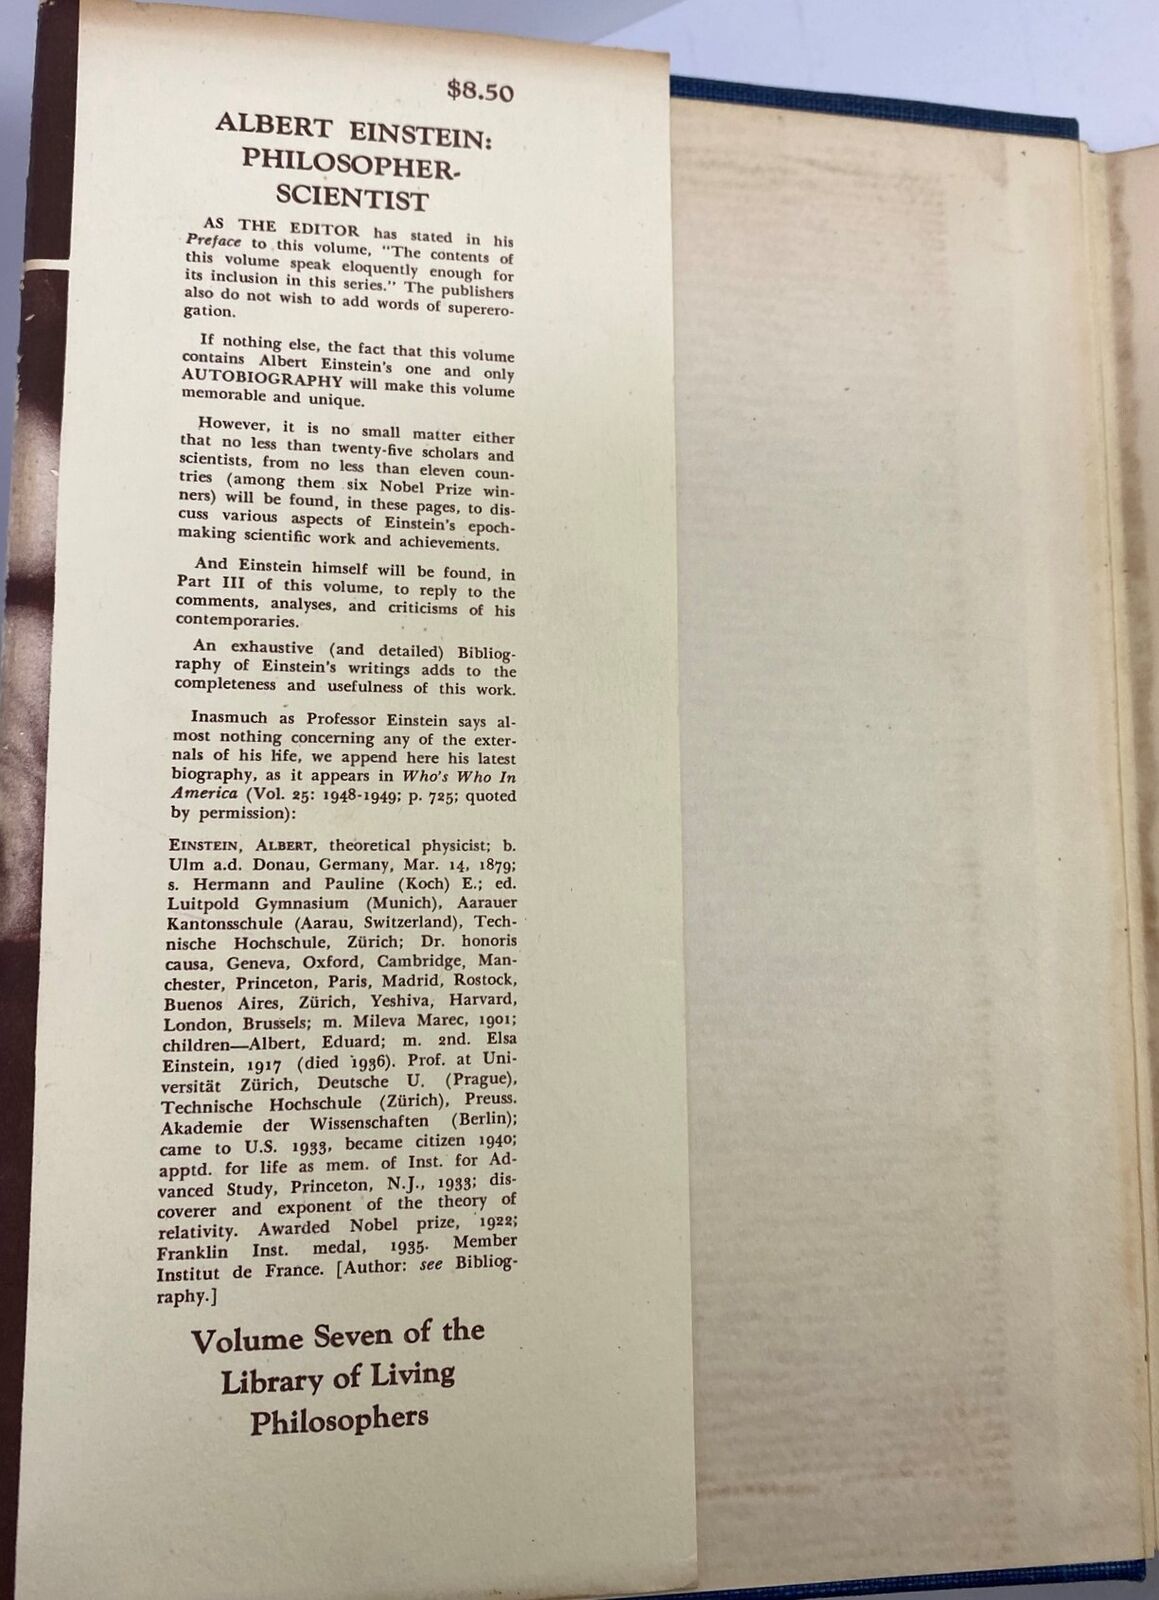 $8.50
ALBERT EINSTEIN:
PHILOSOPHER-
SCIENTIST
AS THE EDITOR has stated in his
Preface to this volume, "The contents of
this volume speak eloquently enough for
its inclusion in this series." The publishers
also do not wish to add words of superero-
gation.
If nothing else, the fact that this volume
contains Albert Einstein's one and only
AUTOBIOGRAPHY will make this volume
memorable and unique.
However, it is no small matter either
that no less than twenty-five scholars and
scientists, from no less than eleven coun-
tries (among them six Nobel Prize win-
ners) will be found, in these pages, to dis-
cuss various aspects of Einstein's epoch-
making scientific work and achievements.
And Einstein himself will be found, in
Part III of this volume, to reply to the
comments, analyses, and criticisms of his
contemporaries.
An exhaustive (and detailed) Bibliog-
raphy of Einstein's writings adds to the
completeness and usefulness of this work.
Inasmuch as Professor Einstein says al-
most nothing concerning any of the exter-
nals of his life, we append here his latest
biography, as it appears in Who's Who In
America (Vol. 25: 1948-1949; p. 725; quoted
by permission):
EINSTEIN, ALBERT, theoretical physicist; b.
Ulm a.d. Donau, Germany, Mar. 14, 1879;
s. Hermann and Pauline (Koch) E.; ed.
Luitpold Gymnasium (Munich), Aarauer
Kantonsschule (Aarau, Switzerland), Tech-
nische Hochschule, Zürich; Dr. honoris
causa, Geneva, Oxford, Cambridge, Man-
chester, Princeton, Paris, Madrid, Rostock,
Buenos Aires, Zürich, Yeshiva, Harvard,
London, Brussels; m. Mileva Marec, 1901;
children—Albert, Eduard; m. 2nd. Elsa
Einstein, 1917 (died 1936). Prof. at Uni-
versität Zürich, Deutsche U. (Prague),
Technische Hochschule (Zürich), Preuss.
Akademie der Wissenschaften (Berlin);
came to U.S. 1933, became citizen 1940;
apptd. for life as mem. of Inst. for Ad-
vanced Study, Princeton, N.J., 1933; dis-
coverer and exponent of the theory of
relativity. Awarded Nobel prize, 1922;
Franklin Inst. medal, 1935. Member
Institut de France. [Author: see Bibliog-
raphy.]
Volume Seven of the
Library of Living
Philosophers